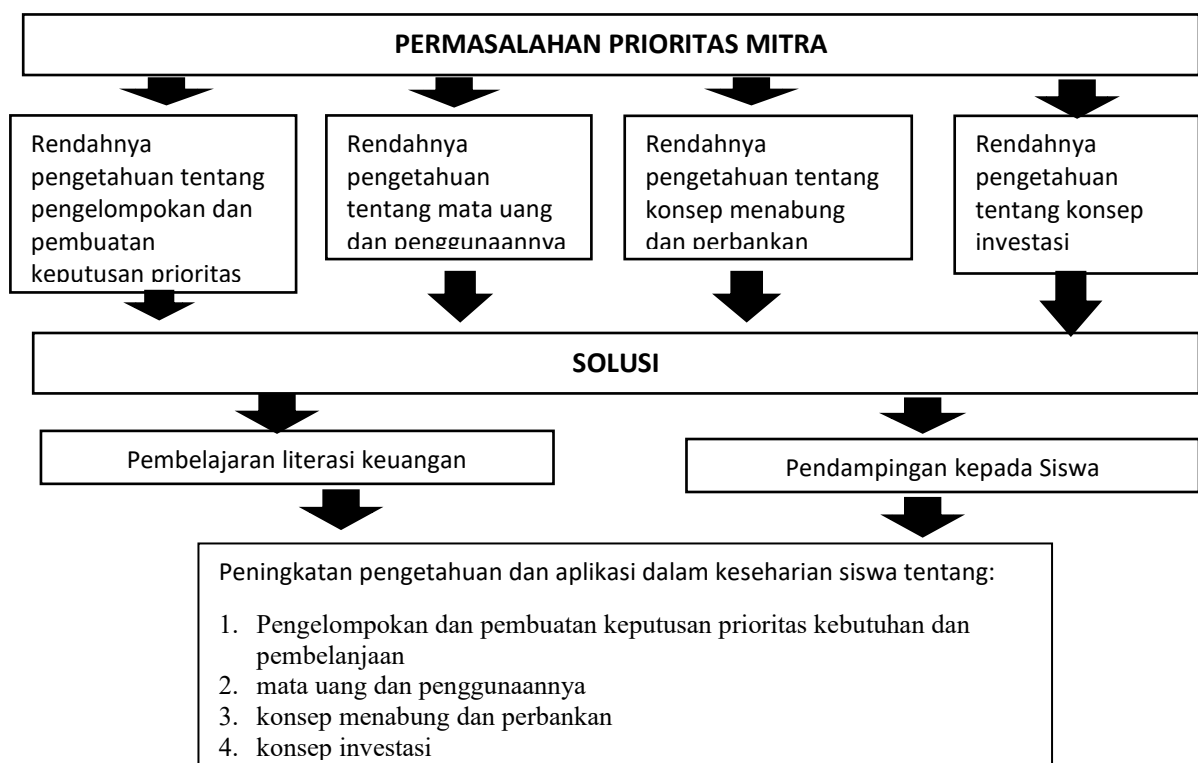 PERMASALAHAN PRIORITAS MITRA
Rendahnya
pengetahuan tentang
pengelompokan dan
pembuatan
keputusan prioritas
Rendahnya
pengetahuan
tentang mata uang
dan penggunaannya
Rendahnya
pengetahuan tentang
konsep menabung
dan perbankan
Rendahnya
pengetahuan
tentang konsep
investasi
SOLUSI
Pembelajaran literasi keuangan
Pendampingan kepada Siswa
Peningkatan pengetahuan dan aplikasi dalam keseharian siswa tentang:
1. Pengelompokan dan pembuatan keputusan prioritas kebutuhan dan
pembelanjaan
2. mata uang dan penggunaannya
3. konsep menabung dan perbankan
4. konsep investasi